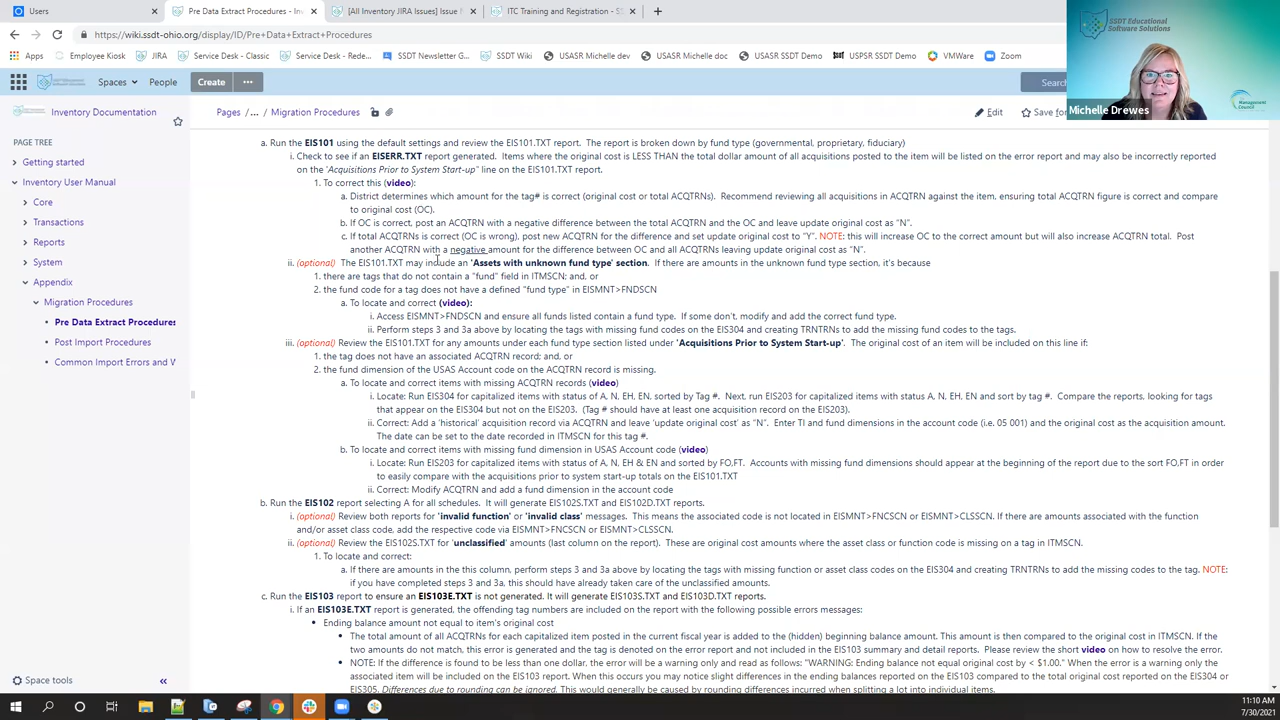 Users
Pre Data Extract Procedures - Inv
[All Inventory JIRA Issues] Issue N
ITC Training and Registration - SS
https://wiki.ssdt-ohio.org/display/ID/Pre+Data+Extract+Procedures
Apps
Employee Kiosk
JIRA
Service Desk - Classic
Service Desk - Rede...
SSDT Newsletter G...
SSDT Wiki
USASR Michelle dev
USASR Michelle doc
USASR SSDT Demo
USPSR SSDT Demo
VMWare
Zoom
SSDT Educational
Software Solutions
Management
Council
Michelle Drewes
Spaces
People
Create
Search
Inventory Documentation
Pages / ... / Migration Procedures
Edit
Save for
PAGE TREE
Getting started
Inventory User Manual
Core
Transactions
Reports
System
Appendix
Migration Procedures
Pre Data Extract Procedures
Post Import Procedures
Common Import Errors and W
Space tools
a. Run the EIS101 using the default settings and review the EIS101.TXT report. The report is broken down by fund type (governmental, proprietary, fiduciary)
i. Check to see if an EISERR.TXT report generated. Items where the original cost is LESS THAN the total dollar amount of all acquisitions posted to the item will be listed on the error report and may also be incorrectly reported
on the "Acquisitions Prior to System Start-up" line on the EIS101.TXT report.
1. To correct this (video):
a. District determines which amount for the tag# is correct (original cost or total ACQTRNs). Recommend reviewing all acquisitions in ACQTRN against the item, ensuring total ACQTRN figure is correct and compare
to original cost (OC).
b. If OC is correct, post an ACQTRN with a negative difference between the total ACQTRN and the OC and leave update original cost as "N".
c. If total ACQTRNs is correct (OC is wrong), post new ACQTRN for the difference and set update original cost to "Y". NOTE: this will increase OC to the correct amount but will also increase ACQTRN total. Post
another ACQTRN with a negative amount for the difference between OC and all ACQTRNs leaving update original cost as "N".
ii. (optional) The EIS101.TXT may include an 'Assets with unknown fund type' section. If there are amounts in the unknown fund type section, it's because
1. there are tags that do not contain a "fund" field in ITMSCN; and, or
2. the fund code for a tag does not have a defined "fund type" in EISMNT>FNDSCN
a. To locate and correct (video):
i. Access EISMNT>FNDSCN and ensure all funds listed contain a fund type. If some don't, modify and add the correct fund type.
ii. Perform steps 3 and 3a above by locating the tags with missing fund codes on the EIS304 and creating TRNTRNs to add the missing fund codes to the tags.
iii. (optional) Review the EIS101.TXT for any amounts under each fund type section listed under 'Acquisitions Prior to System Start-up'. The original cost of an item will be included on this line if:
1. the tag does not have an associated ACQTRN record; and, or
2. the fund dimension of the USAS Account code on the ACQTRN record is missing.
a. To locate and correct items with missing ACQTRN records (video)
i. Locate: Run EIS304 for capitalized items with status of A, N, EH, EN, sorted by Tag #. Next, run EIS203 for capitalized items with status A, N, EH, EN and sort by tag #. Compare the reports, looking for tags
that appear on the EIS304 but not on the EIS203. (Tag # should have at least one acquisition record on the EIS203).
ii. Correct: Add a 'historical' acquisition record via ACQTRN and leave 'update original cost' as "N". Enter TI and fund dimensions in the account code (i.e. 05 001) and the original cost as the acquisition amount.
The date can be set to the date recorded in ITMSCN for this tag #.
b. To locate and correct items with missing fund dimension in USAS Account code (video)
i. Locate: Run EIS203 for capitalized items with status of A, N, EH & EN and sorted by FO,FT. Accounts with missing fund dimensions should appear at the beginning of the report due to the sort FO,FT in order
to easily compare with the acquisitions prior to system start-up totals on the EIS101.TXT
ii. Correct: Modify ACQTRN and add a fund dimension in the account code
b. Run the EIS102 report selecting A for all schedules. It will generate EIS102S.TXT and EIS102D.TXT reports.
i. (optional) Review both reports for 'invalid function' or 'invalid class' messages. This means the associated code is not located in EISMNT>FNCSCN or EISMNT>CLSSCN. If there are amounts associated with the function
and/or asset class code, add the respective code via EISMNT>FNCSCN or EISMNT>CLSSCN.
ii. (optional) Review the EIS102S.TXT for 'unclassified' amounts (last column on the report). These are original cost amounts where the asset class or function code is missing on a tag in ITMSCN.
1. To locate and correct:
a. If there are amounts in this column, perform steps 3 and 3a above by locating the tags with missing function or asset class codes on the EIS304 and creating TRNTRNs to add the missing codes to the tag. NOTE:
if you have completed steps 3 and 3a, this should have already taken care of the unclassified amounts.
c. Run the EIS103 report to ensure an EIS103E.TXT is not generated. It will generate EIS103S.TXT and EIS103D.TXT reports.
i. If an EIS103E.TXT report is generated, the offending tag numbers are included on the report with the following possible errors messages:
• Ending balance amount not equal to item's original cost
• The total amount of all ACQTRNs for each capitalized item posted in the current fiscal year is added to the (hidden) beginning balance amount. This amount is then compared to the original cost in ITMSCN. If the
two amounts do not match, this error is generated and the tag is denoted on the error report and not included in the EIS103 summary and detail reports. Please review the short video on how to resolve the error.
• NOTE: If the difference is found to be less than one dollar, the error will be a warning only and read as follows: "WARNING: Ending balance not equal original cost by < $1.00." When the error is a warning only the
associated item will be included on the EIS103 report. When this occurs you may notice slight differences in the ending balances reported on the EIS103 compared to the total original cost reported on the EIS304 or
EIS305. Differences due to rounding can be ignored. This would generally be caused by rounding differences incurred when splitting a lot into individual items.
11:10 AM
7/30/2021